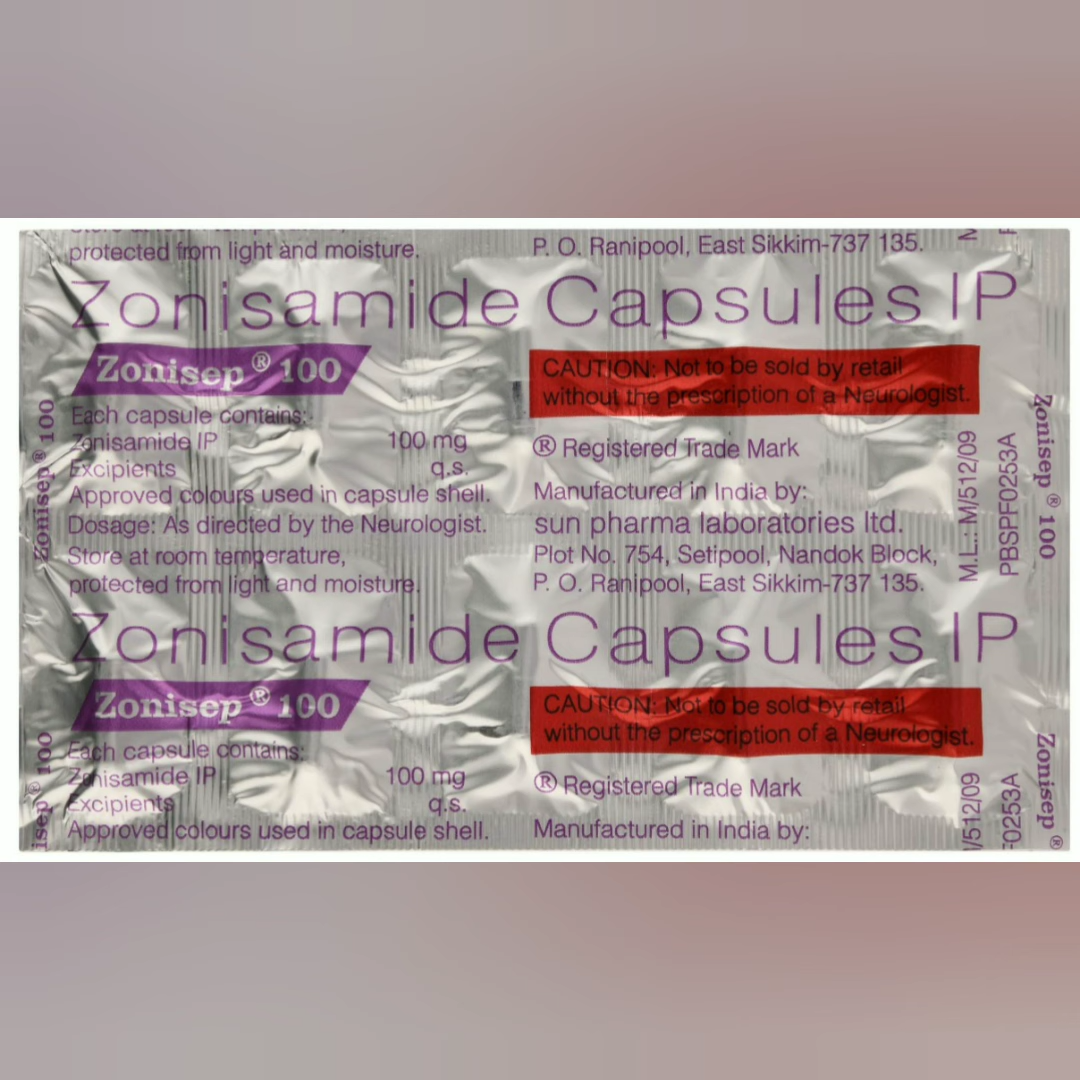 protected from light and moisture.
P. O. Ranipool, East Sikkim-737 135.
Zonisamide Capsules IP
Zonisep® 100
CAUTION: Not to be sold by retail
without the prescription of a Neurologist.
Each capsule contains:
Zonisamide IP 100 mg
Excipients q.s.
Approved colours used in capsule shell.
Dosage: As directed by the Neurologist.
Store at room temperature,
protected from light and moisture.
® Registered Trade Mark
Manufactured in India by:
sun pharma laboratories ltd.
Plot No. 754, Setipool, Nandok Block,
P. O. Ranipool, East Sikkim-737 135.
M.L.: M/512/09
PBSPF0253A
Zonisep® 100
Zonisep® 100
Zonisamide Capsules IP
Zonisep® 100
CAUTION: Not to be sold by retail
without the prescription of a Neurologist.
Each capsule contains:
Zonisamide IP 100 mg
Excipients q.s.
Approved colours used in capsule shell.
® Registered Trade Mark
Manufactured in India by:
/512/09
F0253A
Zonisep®
isep® 100